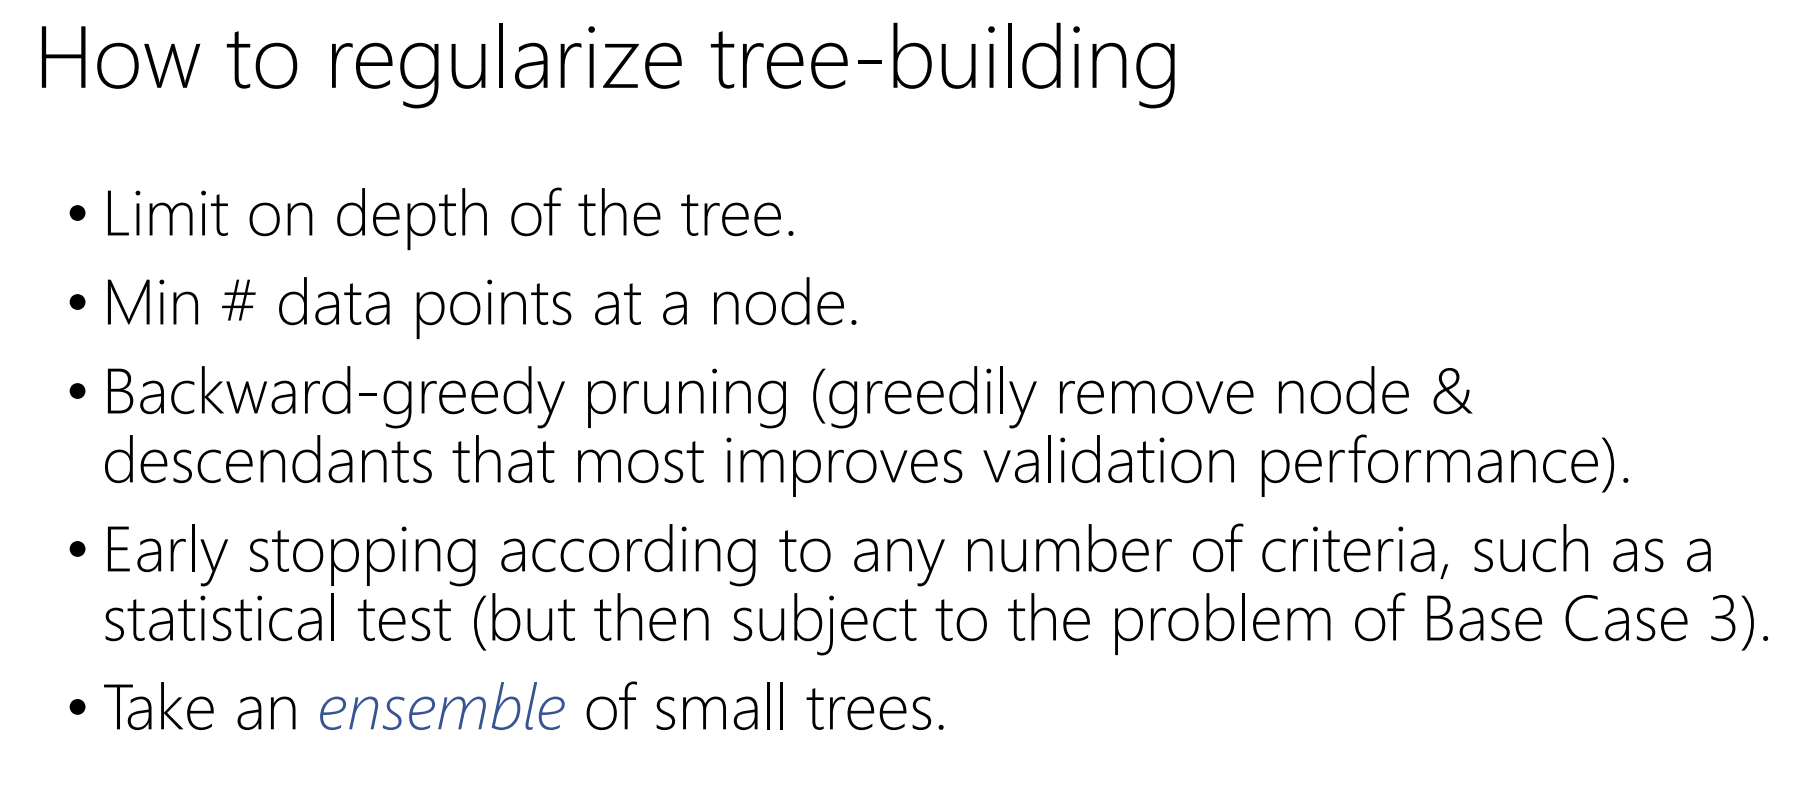 How to regularize tree-building
• Limit on depth of the tree.
• Min # data points at a node.
• Backward-greedy pruning (greedily remove node &
descendants that most improves validation performance).
• Early stopping according to any number of criteria, such as a
statistical test (but then subject to the problem of Base Case 3).
• Take an ensemble of small trees.